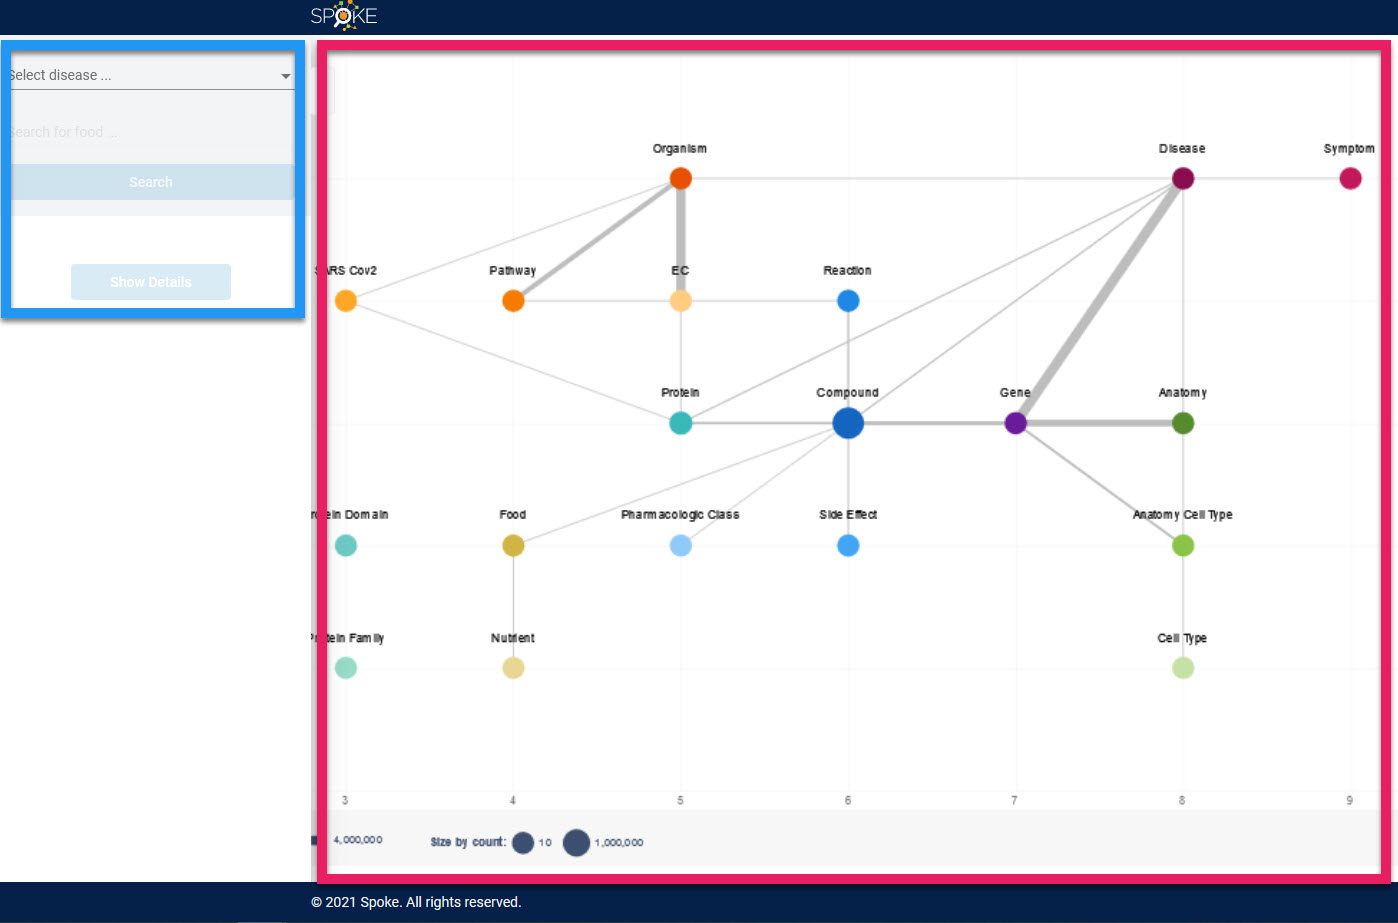 SPOKE
Select disease ...
Search for food ...
Search
Show Details
Organism Disease Symptom
SARS Cov2 Pathway EC Reaction
Protein Compound Gene Anatomy
Protein Domain Food Pharmacologic Class Side Effect Anatomy Cell Type
Protein Family Nutrient Cell Type
3 4 5 6 7 8 9
4,000,000 Size by count: 10 1,000,000
© 2021 Spoke. All rights reserved.